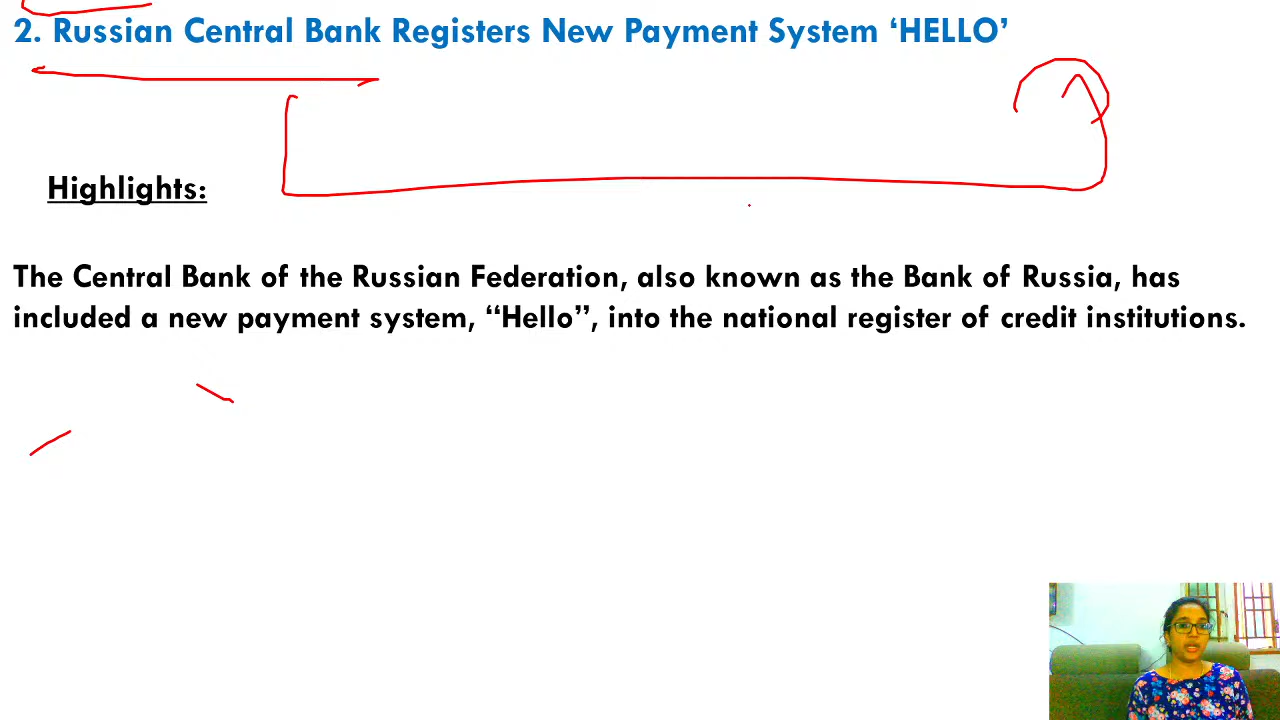 2. Russian Central Bank Registers New Payment System ‘HELLO’
Highlights:
The Central Bank of the Russian Federation, also known as the Bank of Russia, has
included a new payment system, “Hello”, into the national register of credit institutions.